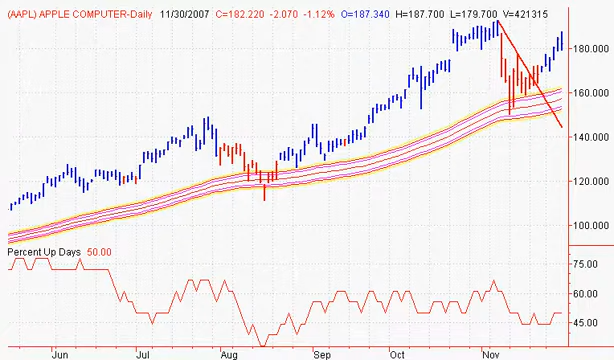 (AAPL) APPLE COMPUTER-Daily 11/30/2007 C=182.220 -2.070 -1.12% O=187.340 H=187.700 L=179.700 V=421315
180.000
160.000
140.000
120.000
100.000
Percent Up Days 50.00
75.00
60.00
45.00
Jun Jul Aug Sep Oct Nov